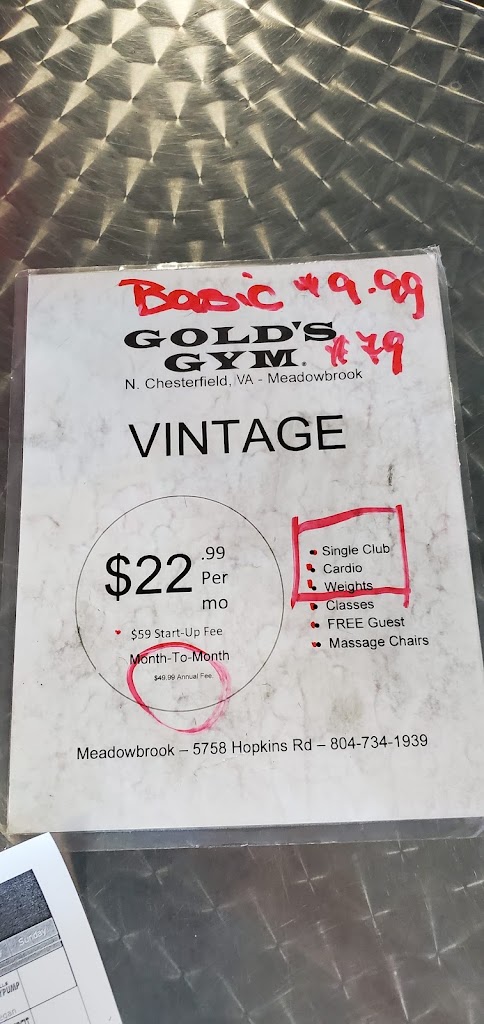 Basic $9.99
GOLD'S
GYM.
$79
N. Chesterfield, VA - Meadowbrook
VINTAGE
$22.99
Per
mo
$59 Start-Up Fee
Month-To-Month
$49.99 Annual Fee
• Single Club
• Cardio
• Weights
• Classes
• FREE Guest
• Massage Chairs
Meadowbrook – 5758 Hopkins Rd – 804-734-1939
Sunday